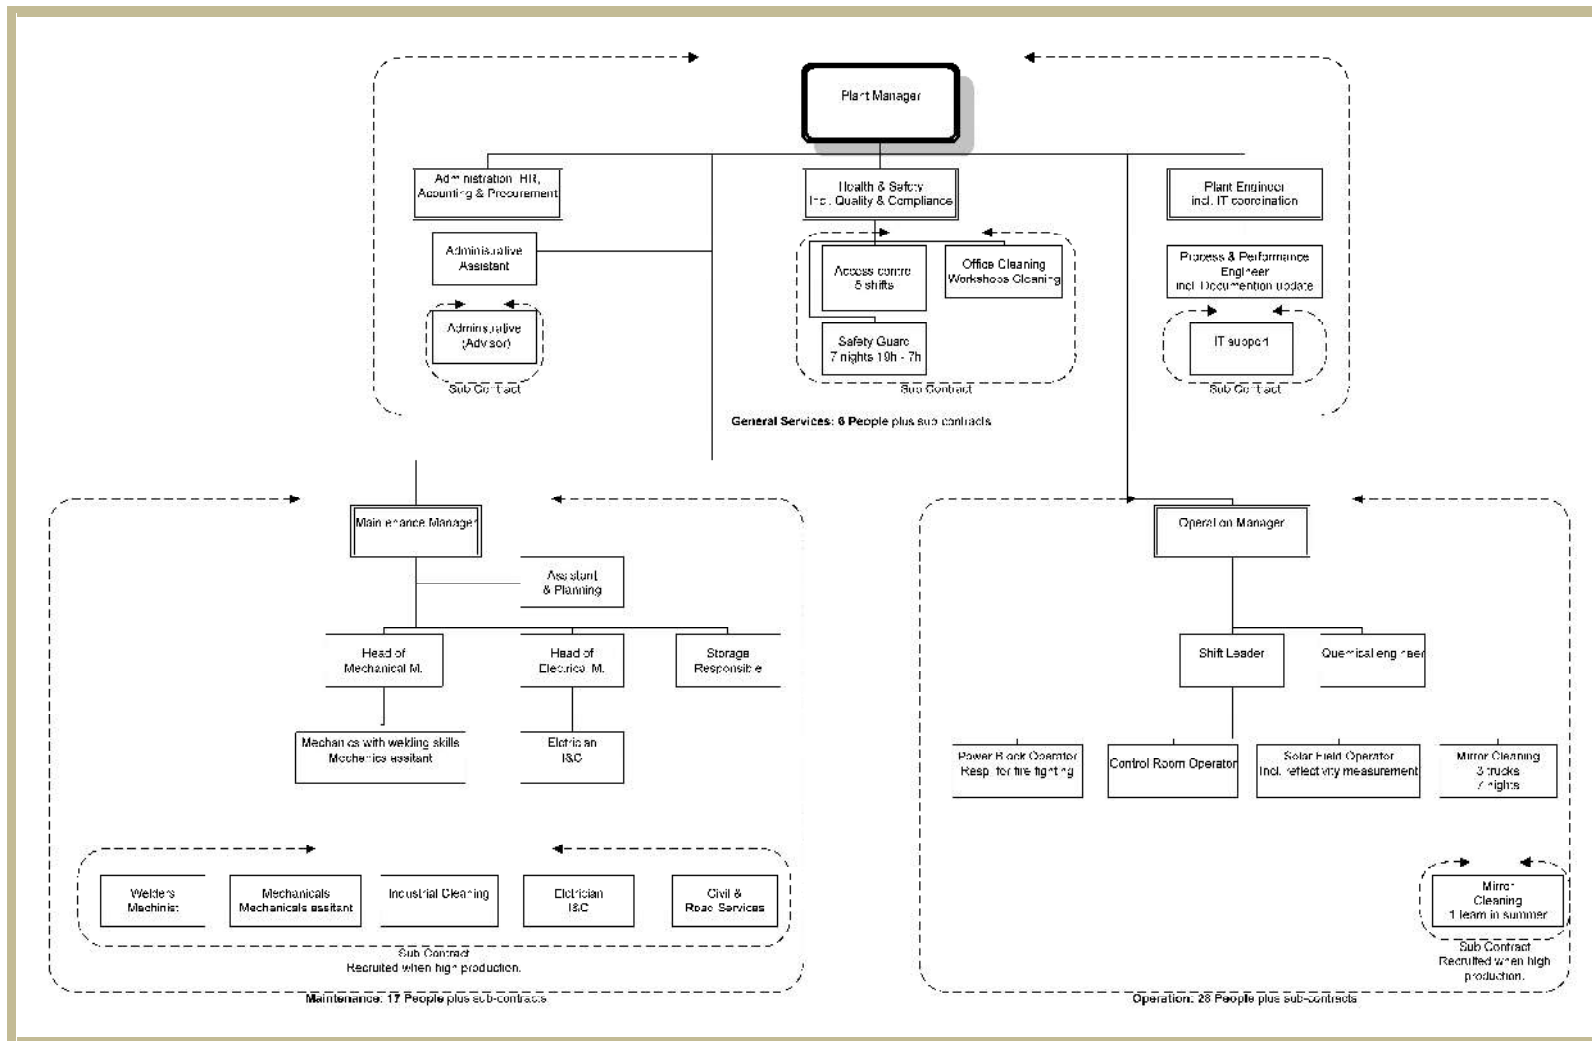 Plant Manager
Administration HR,
Acounting & Procurement
Health & Safety
Incl. Quality & Compliance
Plant Engineer
incl. IT coordination
Administrative
Assistant
Access contro
5 shifts
Office Cleaning
Workshops Cleaning
Process & Performance
Engineer
incl. Documention update
Administrative
(Advisor)
Safety Guard
7 nights 19h - 7h
IT support
Sub Contract
Sub Contract
Sub Contract
General Services: 6 People plus sub contracts
Maintenance Manager
Operation Manager
Assistant
& Planning
Head of
Mechanical M.
Head of
Electrical M.
Storage
Responsible
Shift Leader
Quemical engineer
Mechanics with welding skills
Mechanics assitant
Elctrician
I&C
Power Block Operator
Resp. for fire fighting
Control Room Operator
Solar Field Operator
Incl. reflectivity measurement
Mirror Cleaning
3 trucks
7 nights
Welders
Machinist
Mechanicals
Mechanicals assitant
Industrial Cleaning
Elctrician
I&C
Civil &
Road Services
Mirror
Cleaning
1 team in summer
Sub Contract
Recruited when high production.
Sub Contract
Recruited when high
production.
Maintenance: 17 People plus sub-contracts
Operation: 28 People plus sub-contracts